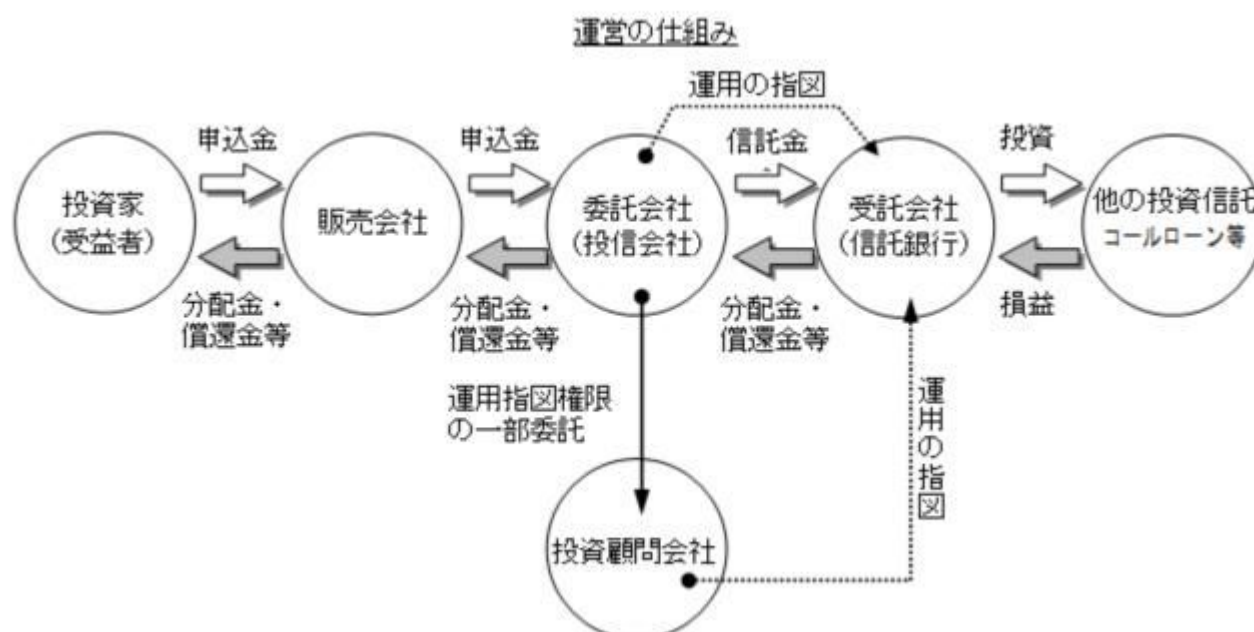 運営の仕組み
運用の指図
申込金
申込金
信託金
投資
投資家
(受益者)
販売会社
委託会社
(投信会社)
受託会社
(信託銀行)
他の投資信託
コールローン等
分配金・
償還金等
分配金・
償還金等
分配金・
償還金等
損益
運用指図権限
の一部委託
運用の指図
投資顧問会社